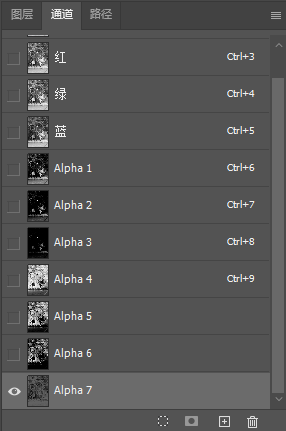 图层 通道 路径
红 Ctrl+3
绿 Ctrl+4
蓝 Ctrl+5
Alpha 1 Ctrl+6
Alpha 2 Ctrl+7
Alpha 3 Ctrl+8
Alpha 4 Ctrl+9
Alpha 5
Alpha 6
Alpha 7